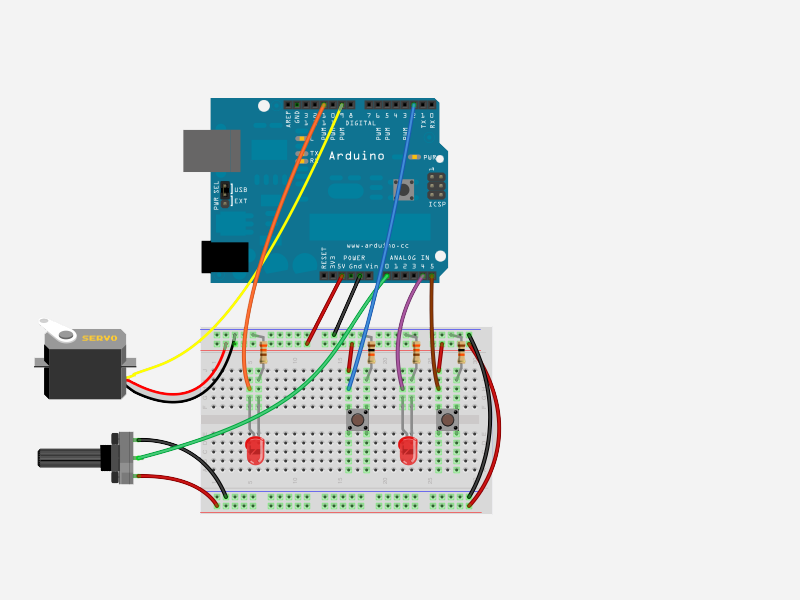 AREF
GND
13
12
PWM 11
PWM 10
PWM 9
8
7
PWM 6
PWM 5
4
PWM 3
2
TX 1
RX 0
DIGITAL
L
TX
RX
Arduino
PWR
1
ICSP
PWR SEL
USB
EXT
www.arduino.cc
POWER
ANALOG IN
RESET
3V3
5V Gnd Vin 0 1 2 3 4 5
SERVO